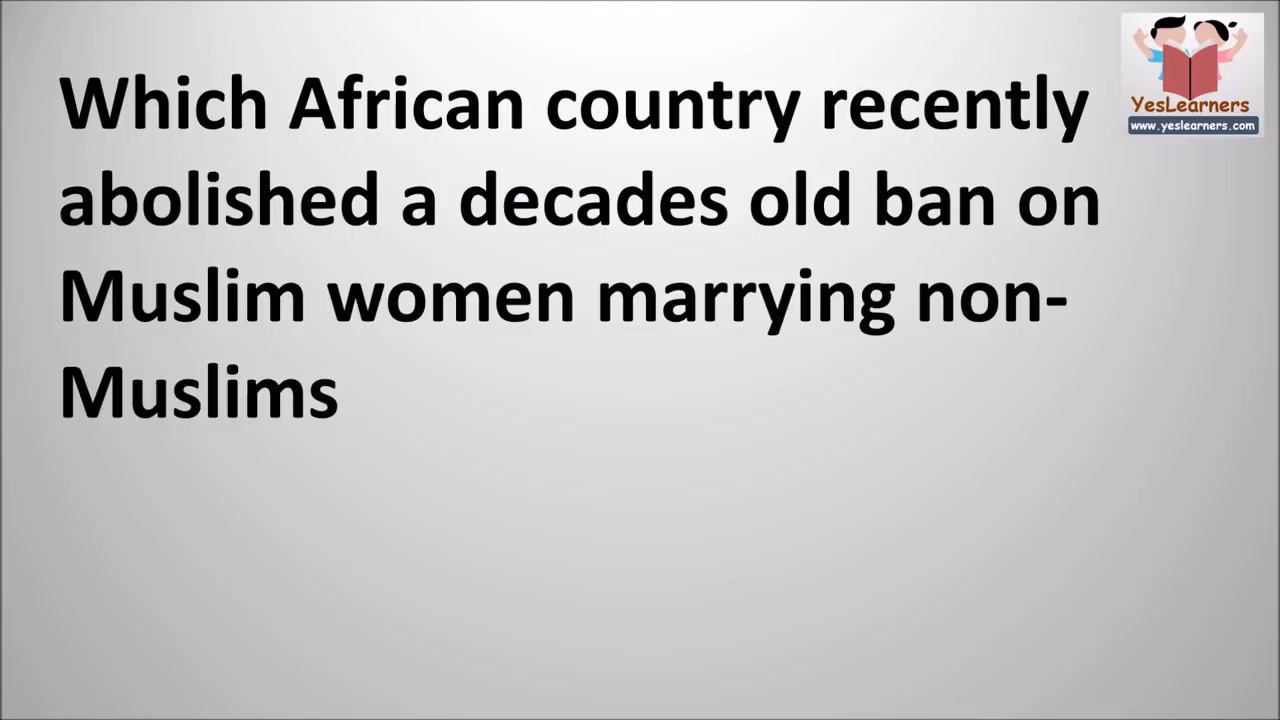 Which African country recently
abolished a decades old ban on
Muslim women marrying non-
Muslims
YesLearners
www.yeslearners.com